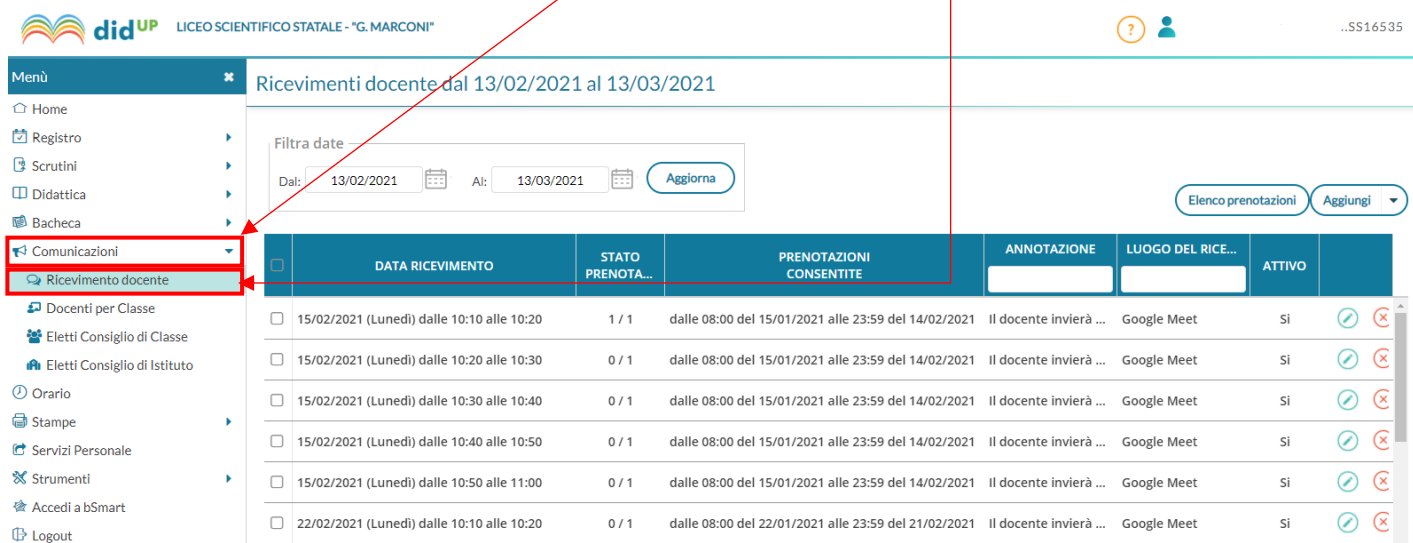 didUP LICEO SCIENTIFICO STATALE - "G. MARCONI" ? ..SS16535
Menù
Ricevimenti docente dal 13/02/2021 al 13/03/2021
Home
Registro
Scrutini
Didattica
Bacheca
Comunicazioni
Ricevimento docente
Docenti per Classe
Eletti Consiglio di Classe
Eletti Consiglio di Istituto
Orario
Stampe
Servizi Personale
Strumenti
Accedi a bSmart
Logout
Filtra date
Dal: 13/02/2021 Al: 13/03/2021 Aggiorna
Elenco prenotazioni Aggiungi
DATA RICEVIMENTO STATO PRENOTA... PRENOTAZIONI CONSENTITE ANNOTAZIONE LUOGO DEL RICE... ATTIVO
15/02/2021 (Lunedì) dalle 10:10 alle 10:20 1 / 1 dalle 08:00 del 15/01/2021 alle 23:59 del 14/02/2021 Il docente invierà ... Google Meet Si
15/02/2021 (Lunedì) dalle 10:20 alle 10:30 0 / 1 dalle 08:00 del 15/01/2021 alle 23:59 del 14/02/2021 Il docente invierà ... Google Meet Si
15/02/2021 (Lunedì) dalle 10:30 alle 10:40 0 / 1 dalle 08:00 del 15/01/2021 alle 23:59 del 14/02/2021 Il docente invierà ... Google Meet Si
15/02/2021 (Lunedì) dalle 10:40 alle 10:50 0 / 1 dalle 08:00 del 15/01/2021 alle 23:59 del 14/02/2021 Il docente invierà ... Google Meet Si
15/02/2021 (Lunedì) dalle 10:50 alle 11:00 0 / 1 dalle 08:00 del 15/01/2021 alle 23:59 del 14/02/2021 Il docente invierà ... Google Meet Si
22/02/2021 (Lunedì) dalle 10:10 alle 10:20 0 / 1 dalle 08:00 del 22/01/2021 alle 23:59 del 21/02/2021 Il docente invierà ... Google Meet Si